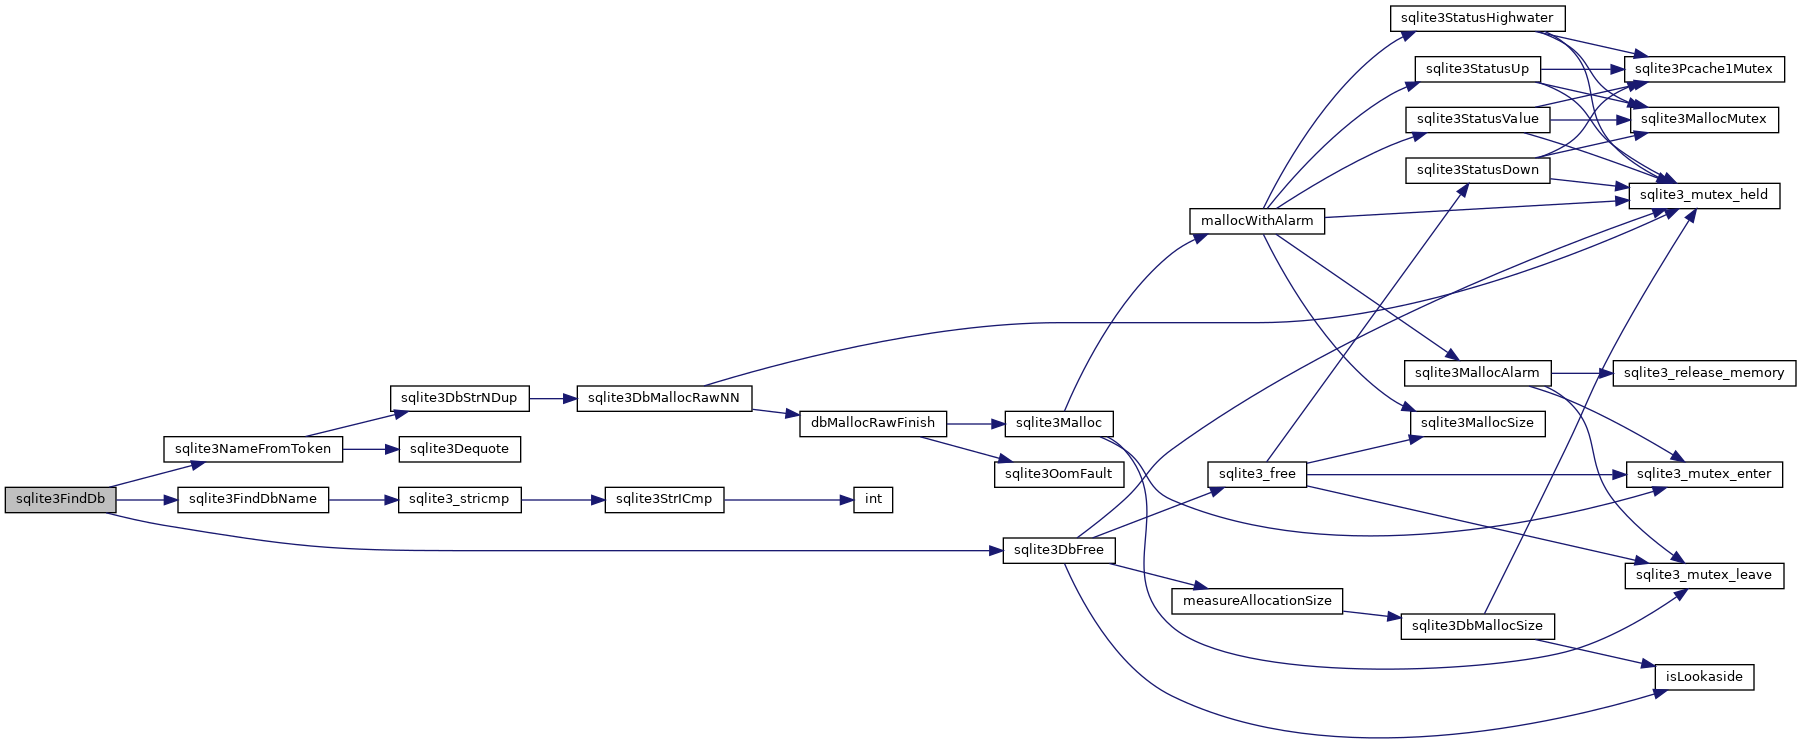 sqlite3StatusHighwater
sqlite3StatusUp
sqlite3Pcache1Mutex
sqlite3StatusValue
sqlite3MallocMutex
sqlite3StatusDown
sqlite3_mutex_held
mallocWithAlarm
sqlite3MallocAlarm
sqlite3_release_memory
sqlite3DbStrNDup
sqlite3DbMallocRawNN
dbMallocRawFinish
sqlite3Malloc
sqlite3MallocSize
sqlite3NameFromToken
sqlite3Dequote
sqlite3OomFault
sqlite3_free
sqlite3_mutex_enter
sqlite3FindDb
sqlite3FindDbName
sqlite3_stricmp
sqlite3StrICmp
int
sqlite3DbFree
sqlite3_mutex_leave
measureAllocationSize
sqlite3DbMallocSize
isLookaside